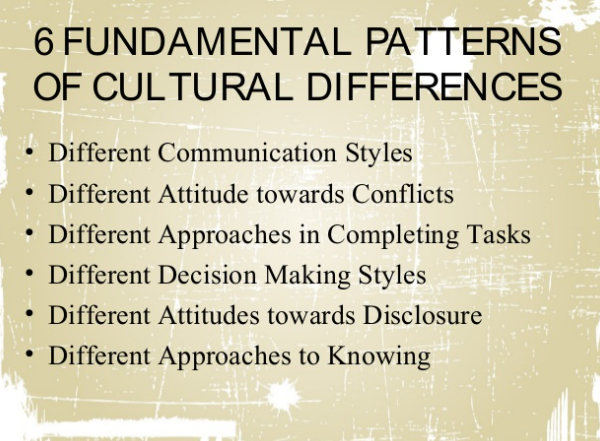 6 FUNDAMENTAL PATTERNS
OF CULTURAL DIFFERENCES
• Different Communication Styles
• Different Attitude towards Conflicts
• Different Approaches in Completing Tasks
• Different Decision Making Styles
• Different Attitudes towards Disclosure
• Different Approaches to Knowing